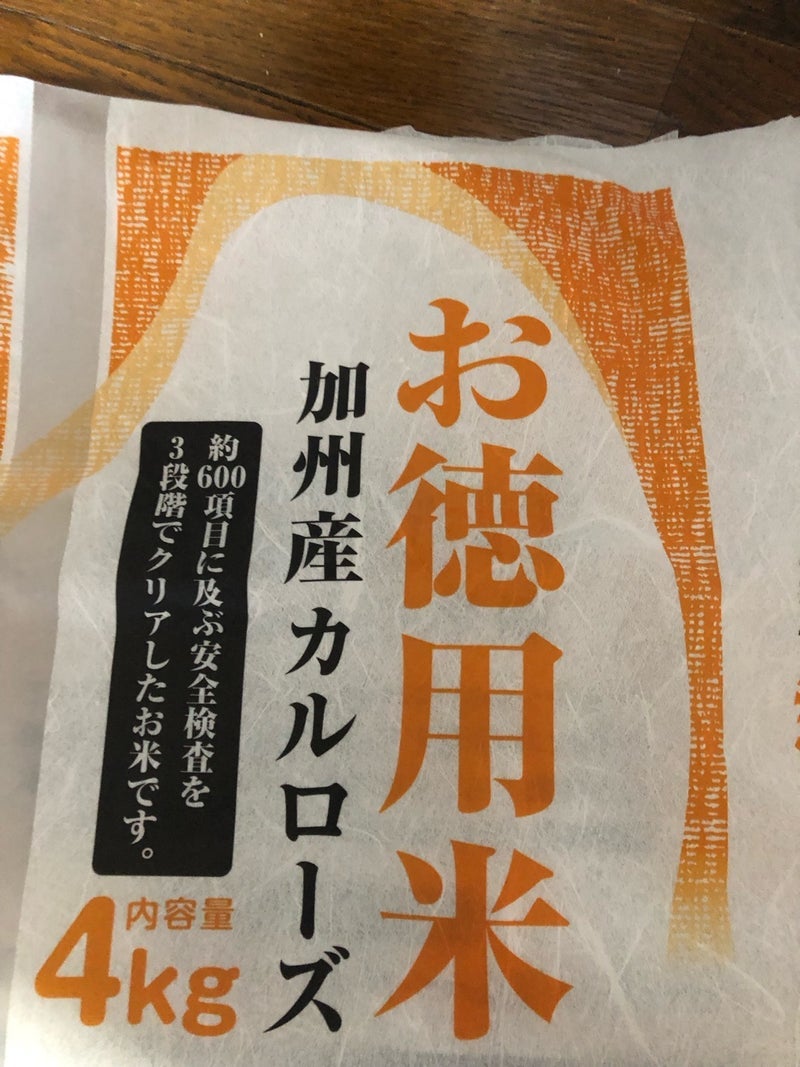 お徳用米
加州産カルローズ
約600項目に及ぶ安全検査を
3段階でクリアしたお米です。
内容量
4kg